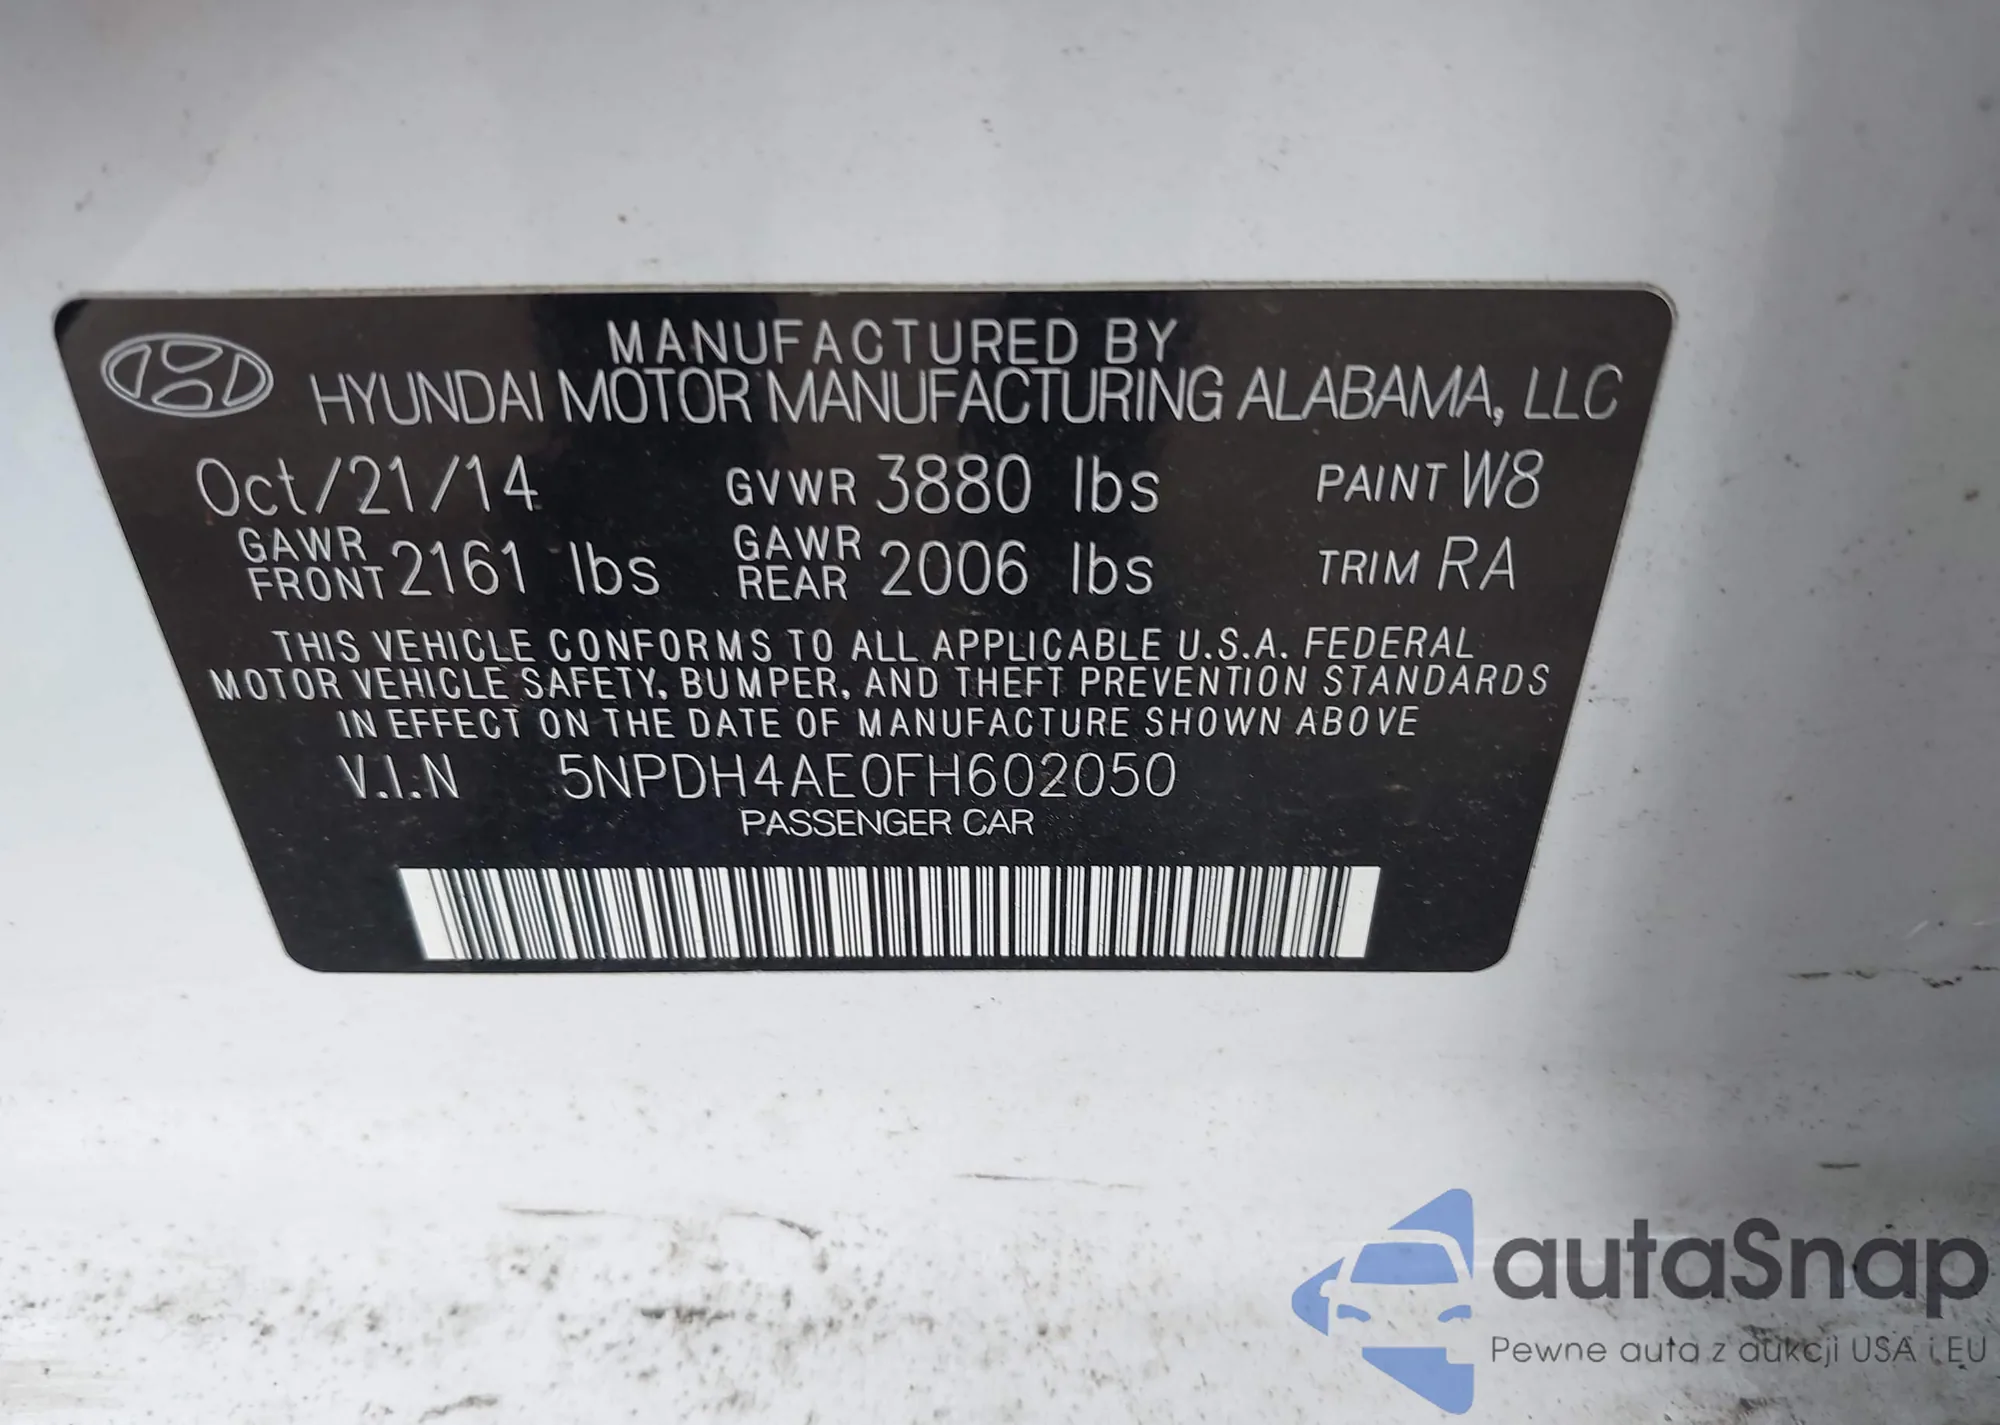 MANUFACTURED BY
HYUNDAI MOTOR MANUFACTURING ALABAMA, LLC
Oct/21/14 GVWR 3880 lbs PAINT W8
GAWR FRONT 2161 lbs GAWR REAR 2006 lbs TRIM RA
THIS VEHICLE CONFORMS TO ALL APPLICABLE U.S.A. FEDERAL
MOTOR VEHICLE SAFETY, BUMPER, AND THEFT PREVENTION STANDARDS
IN EFFECT ON THE DATE OF MANUFACTURE SHOWN ABOVE
V.I.N 5NPDH4AE0FH602050
PASSENGER CAR
autaSnap
Pewne auta z aukcji USA i EU